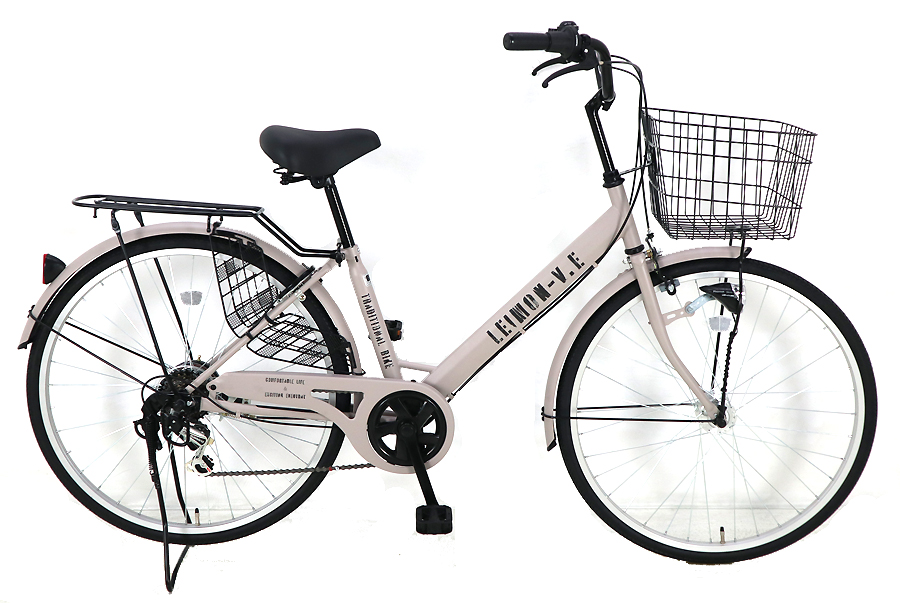 LEIMON-V.E
TRADITIONAL BIKE
COMFORTABLE LIFE